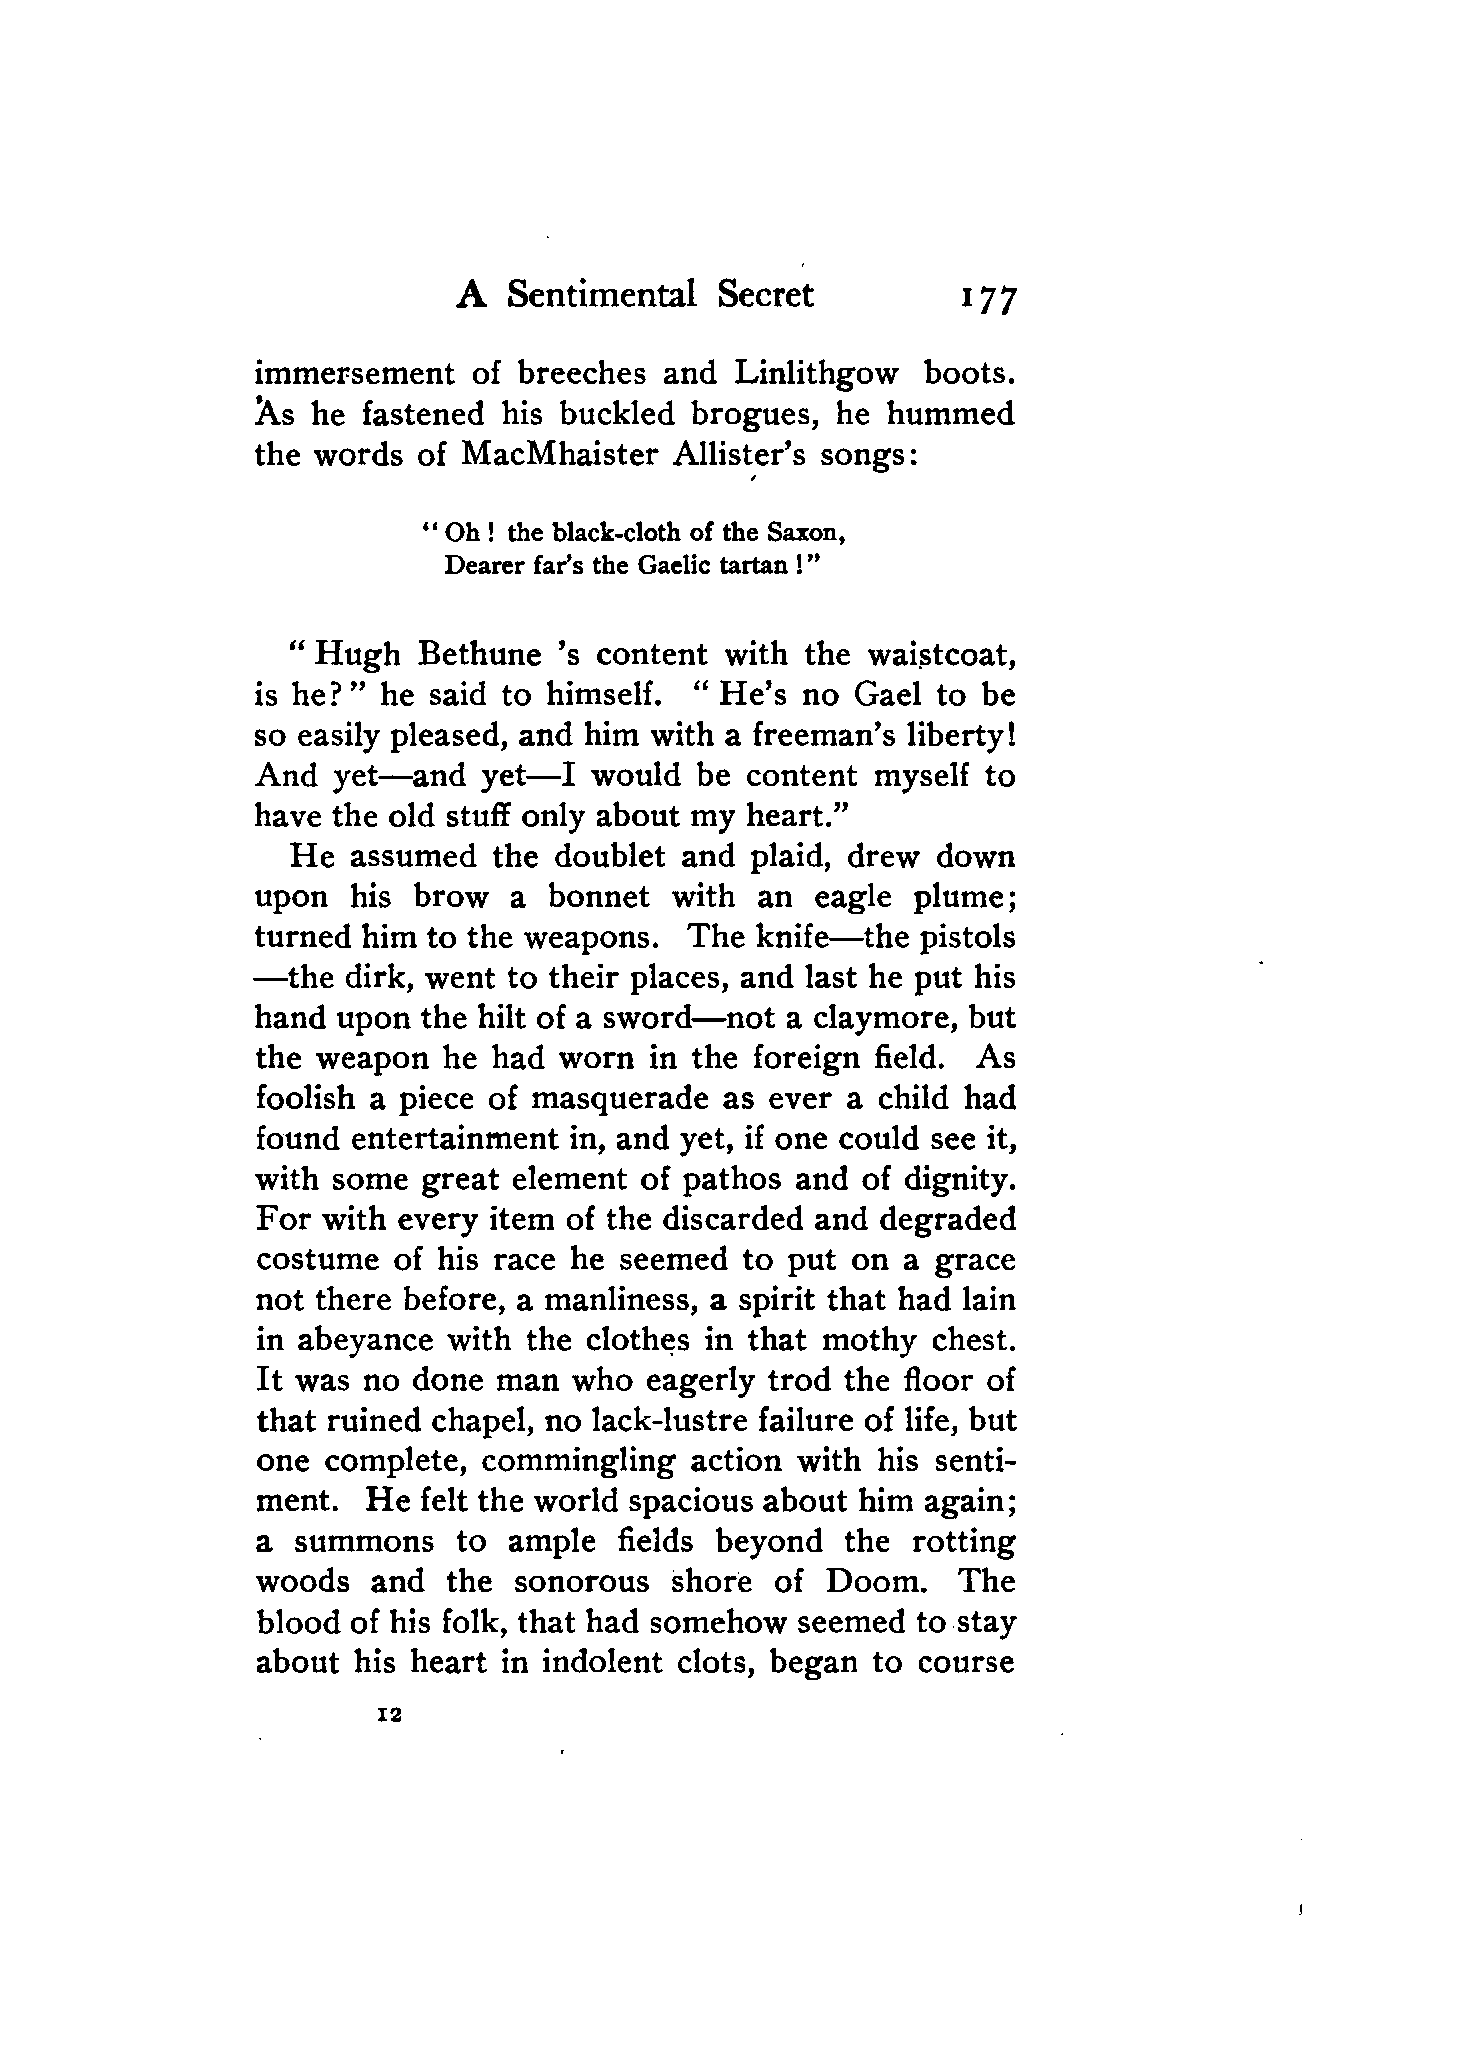 A Sentimental Secret 177
immersement of breeches and Linlithgow boots.
As he fastened his buckled brogues, he hummed
the words of MacMhaister Allister's songs:
"Oh! the black-cloth of the Saxon,
Dearer far's the Gaelic tartan!"
"Hugh Bethune 's content with the waistcoat,
is he?" he said to himself. "He's no Gael to be
so easily pleased, and him with a freeman's liberty!
And yet—and yet—I would be content myself to
have the old stuff only about my heart."
He assumed the doublet and plaid, drew down
upon his brow a bonnet with an eagle plume;
turned him to the weapons. The knife—the pistols
—the dirk, went to their places, and last he put his
hand upon the hilt of a sword—not a claymore, but
the weapon he had worn in the foreign field. As
foolish a piece of masquerade as ever a child had
found entertainment in, and yet, if one could see it,
with some great element of pathos and of dignity.
For with every item of the discarded and degraded
costume of his race he seemed to put on a grace
not there before, a manliness, a spirit that had lain
in abeyance with the clothes in that mothy chest.
It was no done man who eagerly trod the floor of
that ruined chapel, no lack-lustre failure of life, but
one complete, commingling action with his senti-
ment. He felt the world spacious about him again;
a summons to ample fields beyond the rotting
woods and the sonorous shore of Doom. The
blood of his folk, that had somehow seemed to stay
about his heart in indolent clots, began to course
12